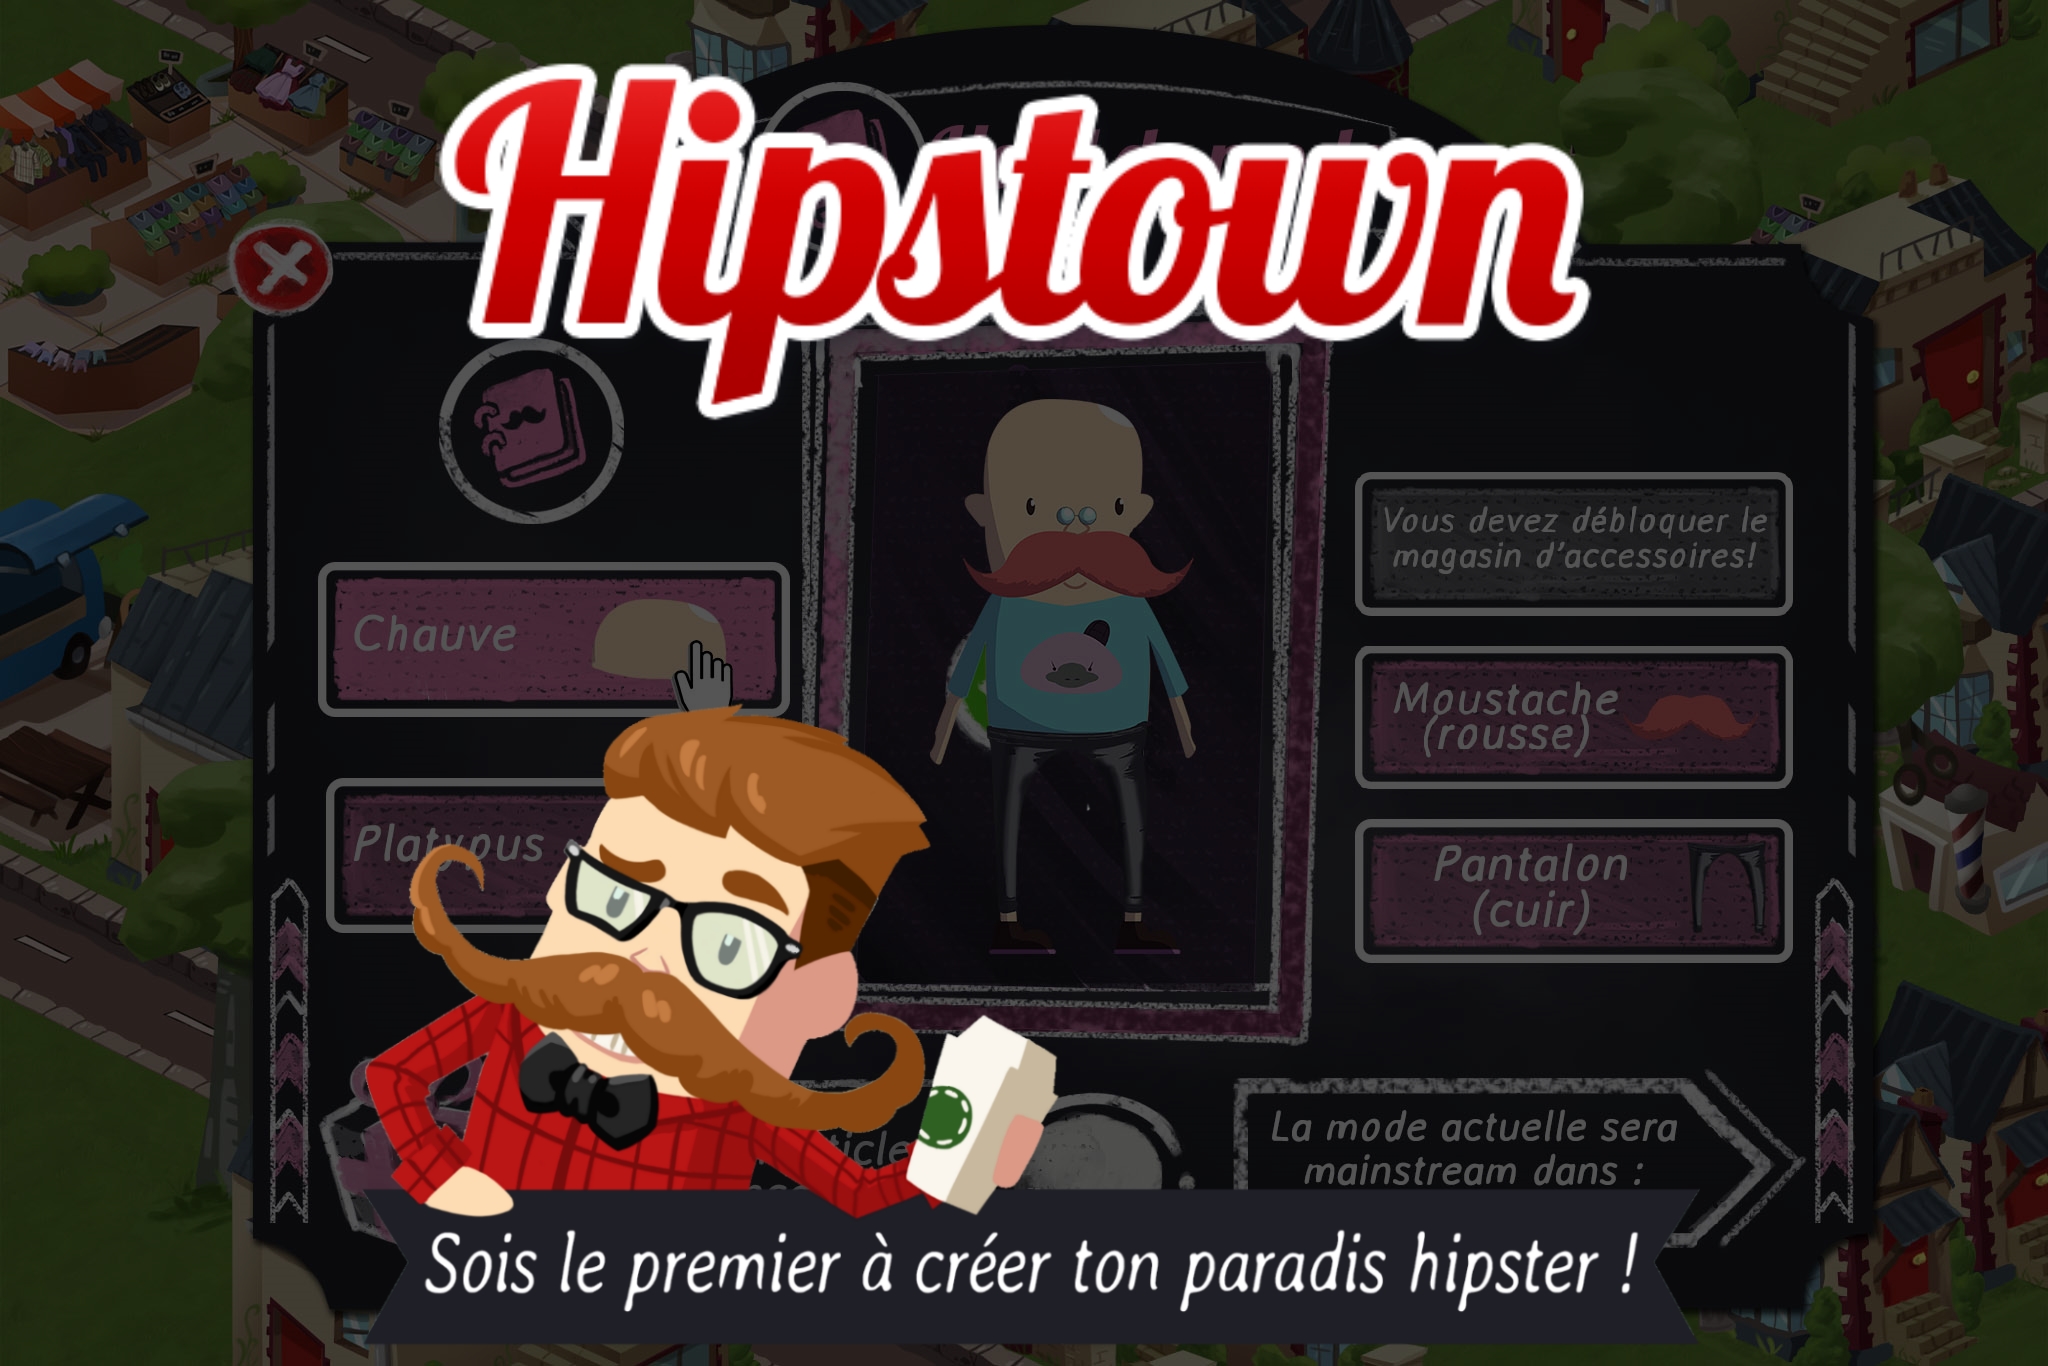 Hipstown
Vous devez débloquer le
magasin d'accessoires!
Chauve
Moustache
(rousse)
Platypous
Pantalon
(cuir)
La mode actuelle sera
mainstream dans :
Sois le premier à créer ton paradis hipster !